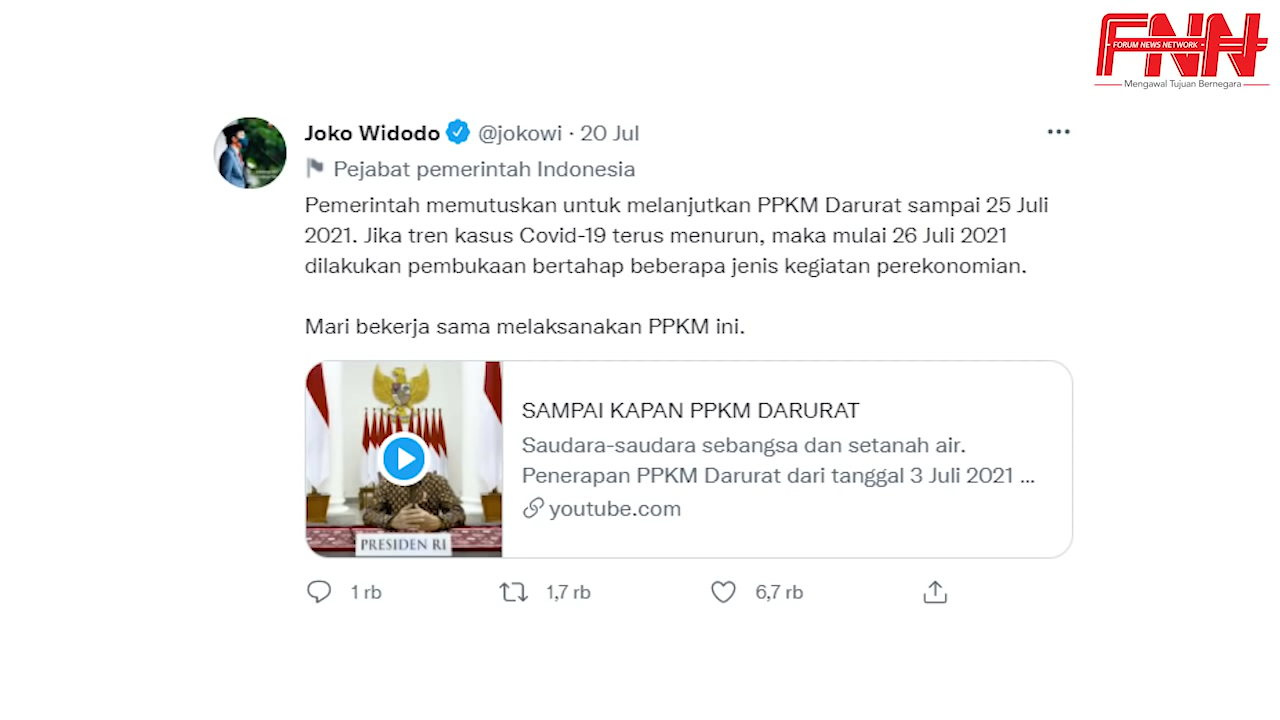 FNN
FORUM NEWS NETWORK
Mengawal Tujuan Bernegara
Joko Widodo @jokowi · 20 Jul
Pejabat pemerintah Indonesia
Pemerintah memutuskan untuk melanjutkan PPKM Darurat sampai 25 Juli
2021. Jika tren kasus Covid-19 terus menurun, maka mulai 26 Juli 2021
dilakukan pembukaan bertahap beberapa jenis kegiatan perekonomian.
Mari bekerja sama melaksanakan PPKM ini.
SAMPAI KAPAN PPKM DARURAT
Saudara-saudara sebangsa dan setanah air.
Penerapan PPKM Darurat dari tanggal 3 Juli 2021 ...
youtube.com
PRESIDEN RI
1 rb 1,7 rb 6,7 rb